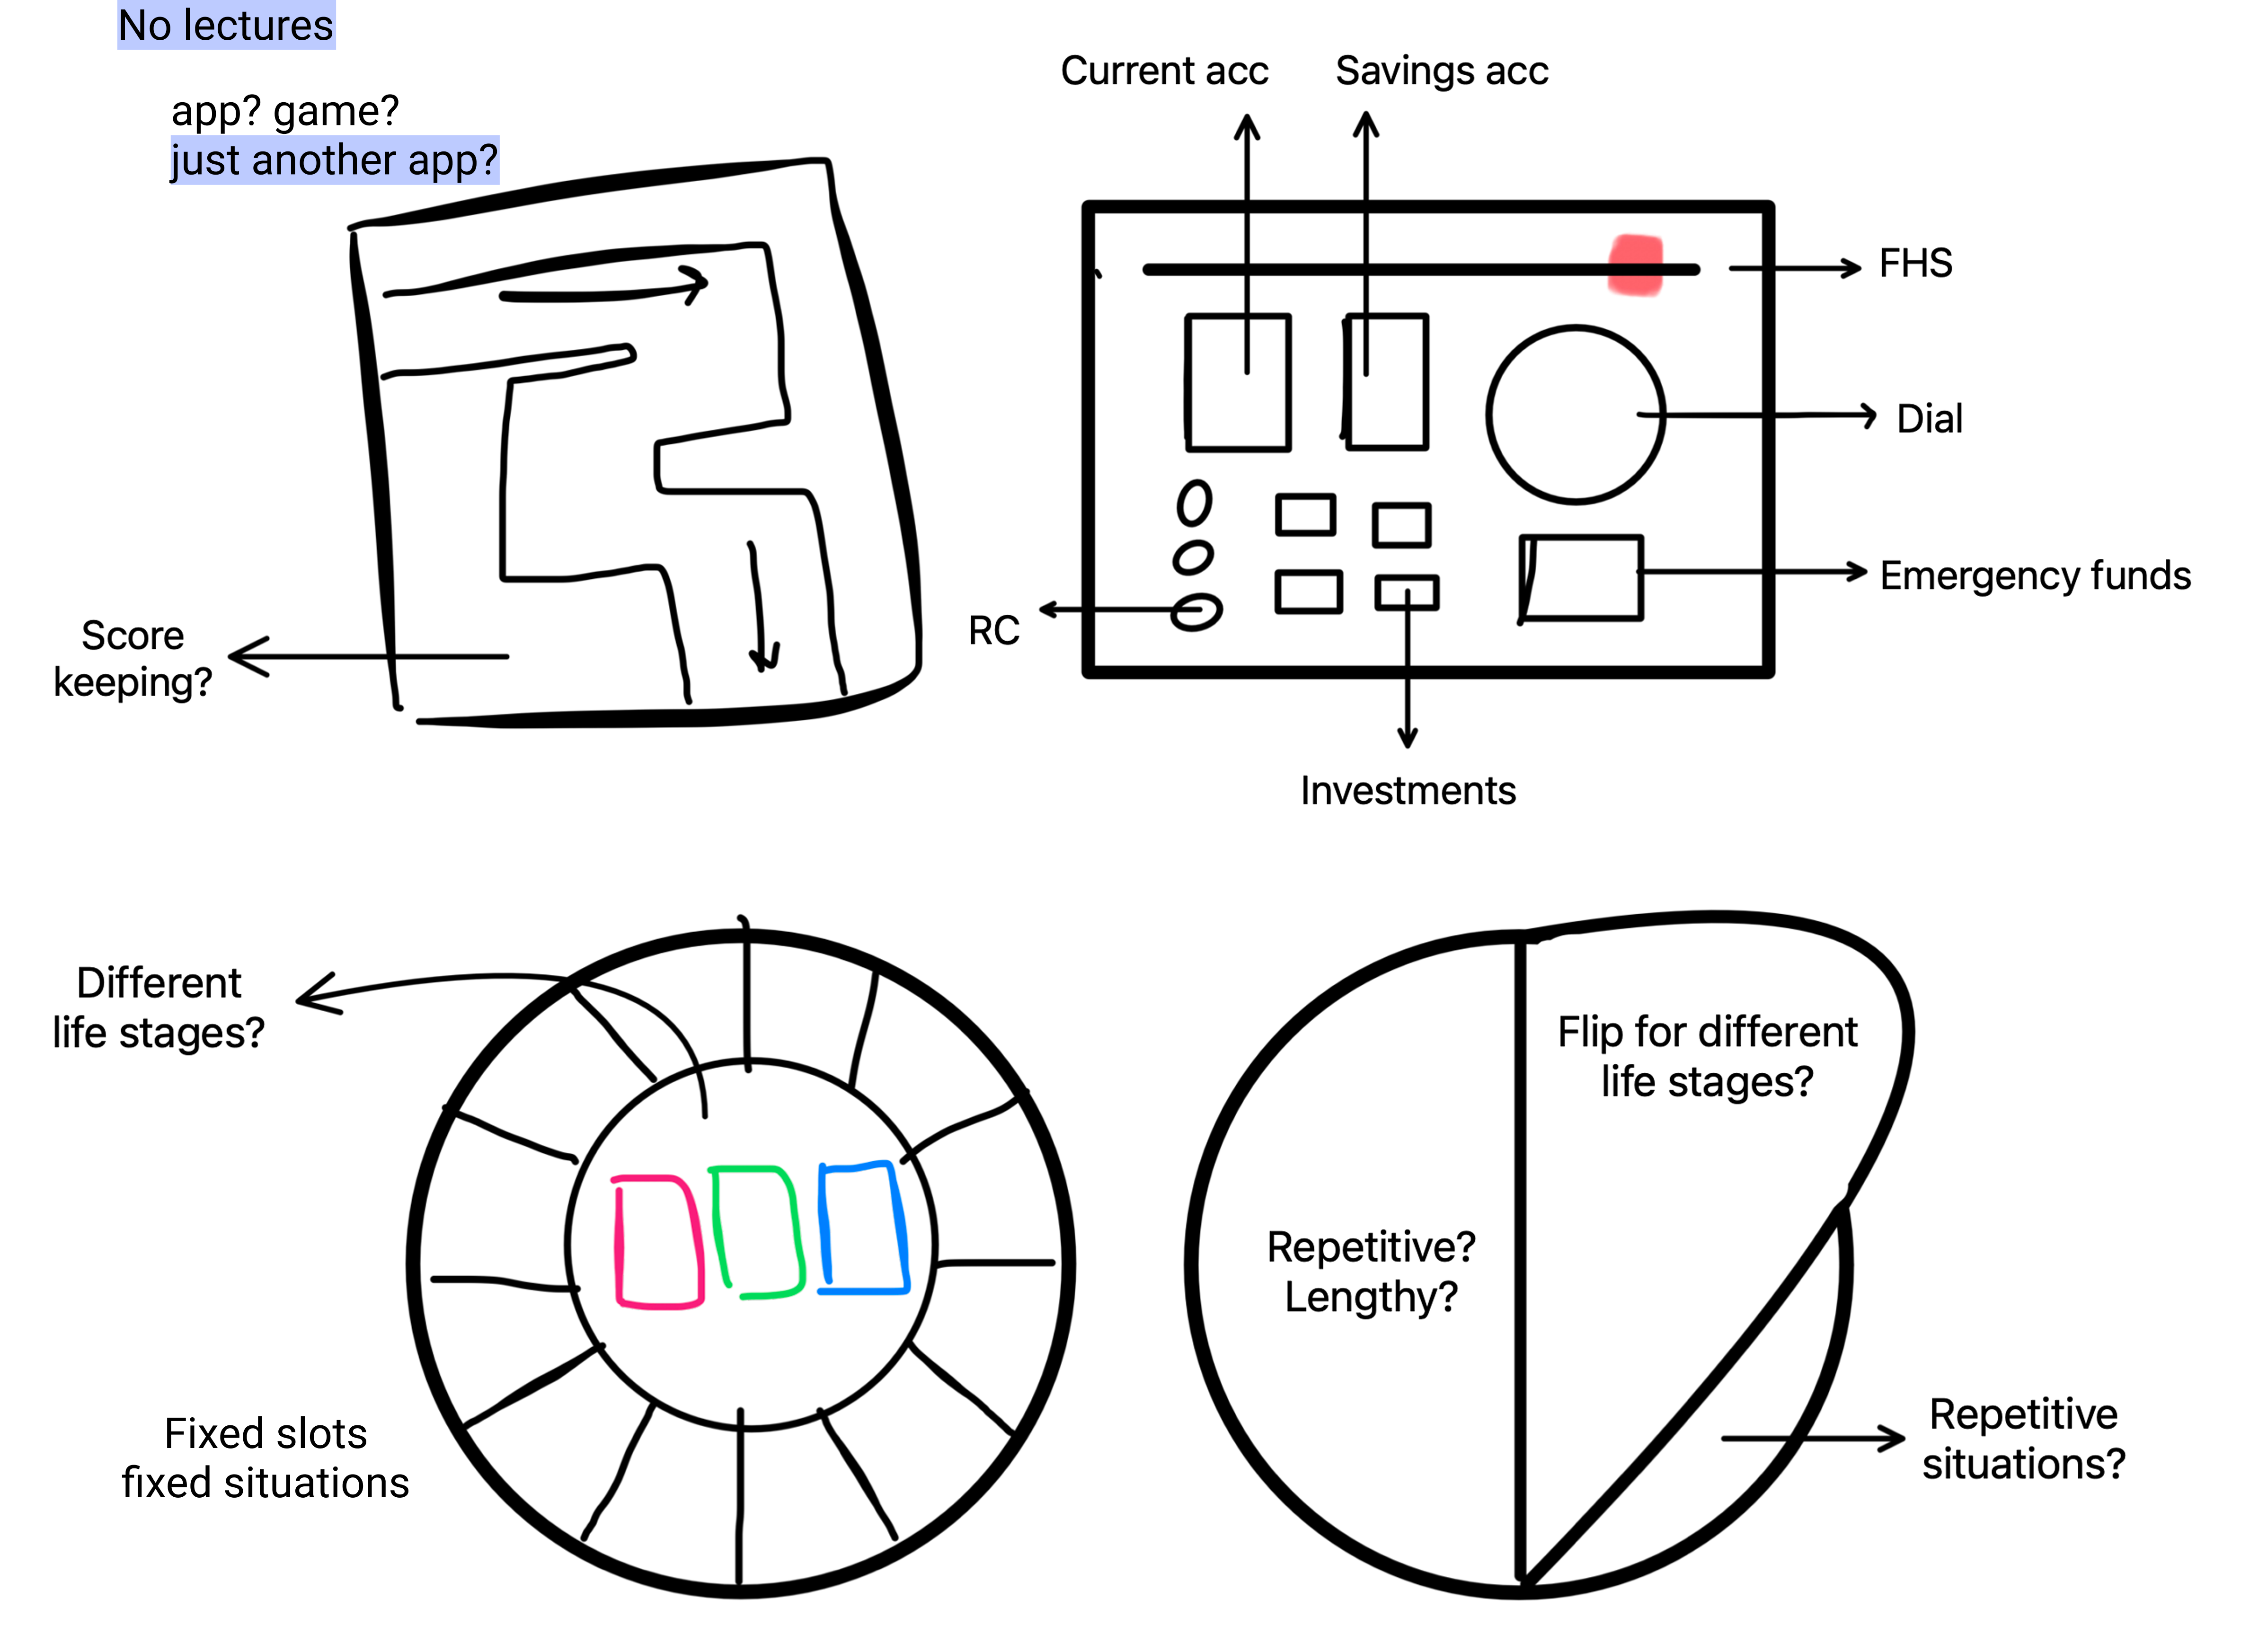 No lectures
app? game?
just another app?
Score
keeping?
Current acc
Savings acc
FHS
Dial
Emergency funds
RC
Investments
Different
life stages?
Fixed slots
fixed situations
Flip for different
life stages?
Repetitive?
Lengthy?
Repetitive
situations?